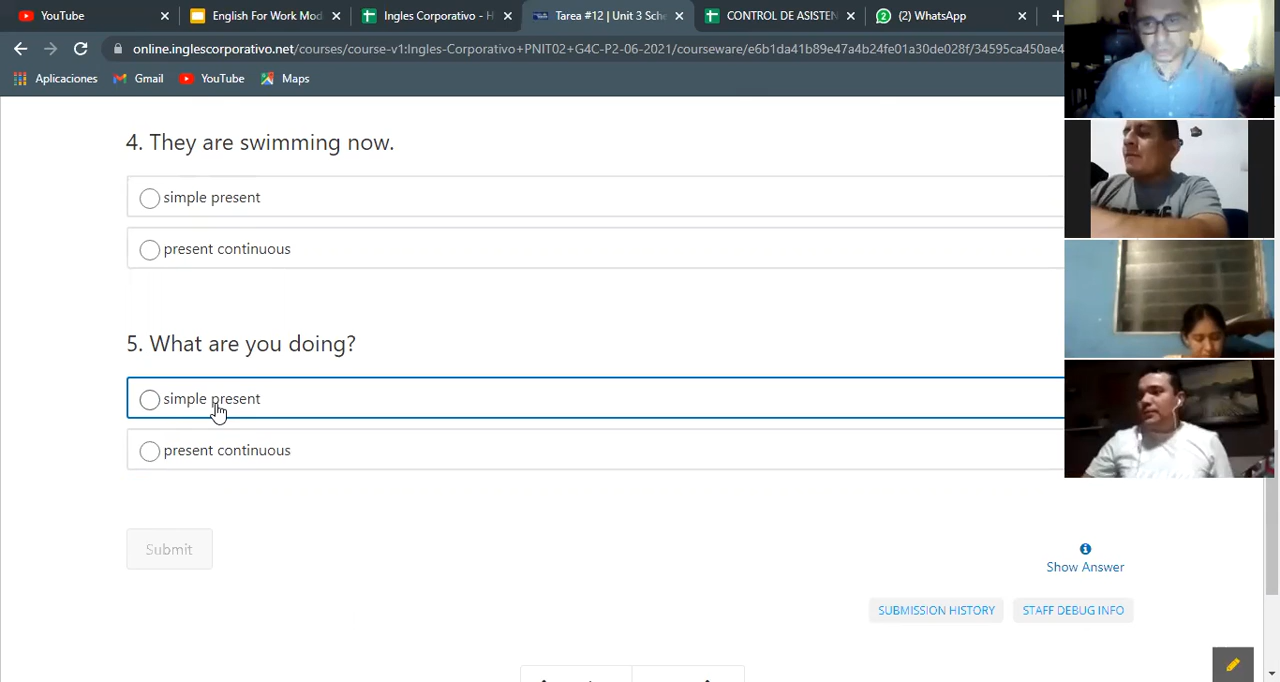 YouTube
English For Work Mod
Ingles Corporativo - H
Tarea #12 | Unit 3 Sch
CONTROL DE ASISTEN
(2) WhatsApp
online.inglescorporativo.net/courses/course-v1:Ingles-Corporativo+PNIT02+G4C-P2-06-2021/courseware/e6b1da41b89e47a4b24fe01a30de028f/34595ca450ae4
Aplicaciones
Gmail
YouTube
Maps
4. They are swimming now.
simple present
present continuous
5. What are you doing?
simple present
present continuous
Submit
Show Answer
SUBMISSION HISTORY
STAFF DEBUG INFO